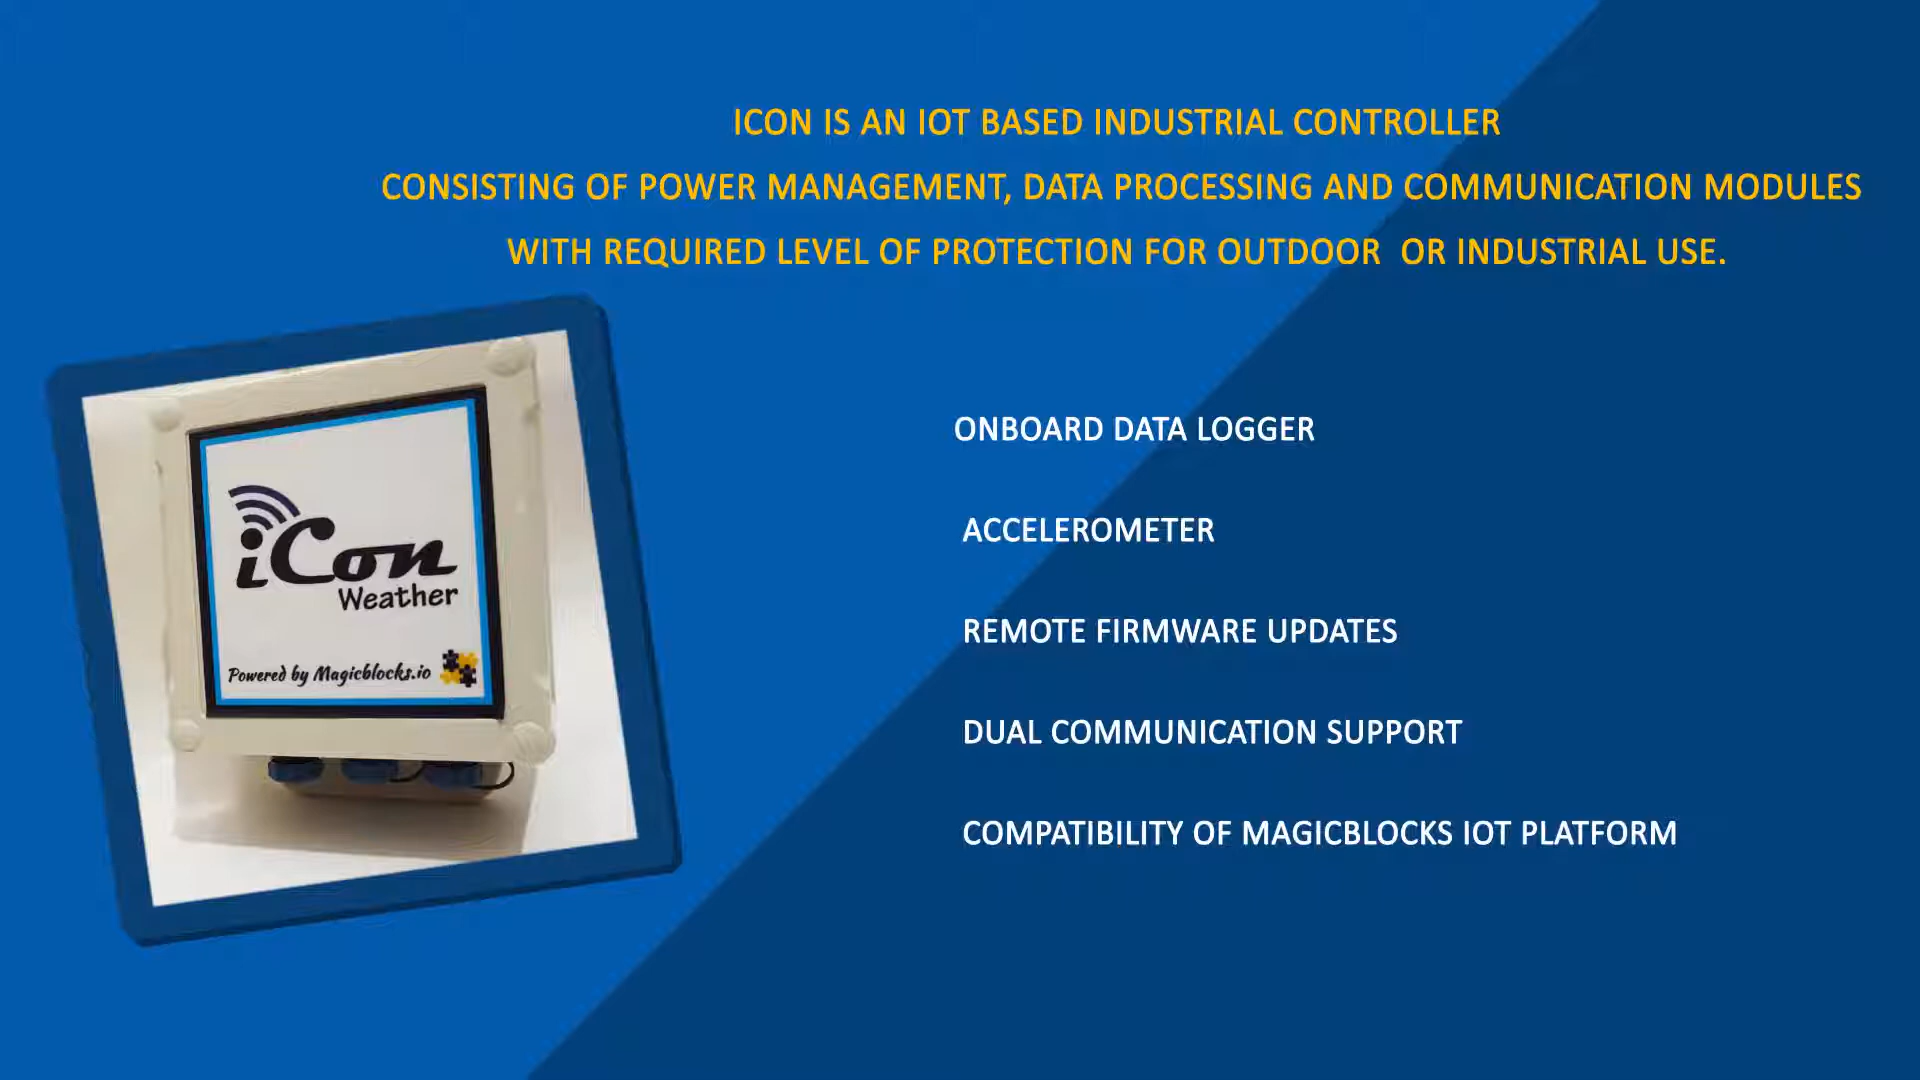 ICON IS AN IOT BASED INDUSTRIAL CONTROLLER
CONSISTING OF POWER MANAGEMENT, DATA PROCESSING AND COMMUNICATION MODULES
WITH REQUIRED LEVEL OF PROTECTION FOR OUTDOOR OR INDUSTRIAL USE.
iCon
Weather
Powered by Magicblocks.io
ONBOARD DATA LOGGER
ACCELEROMETER
REMOTE FIRMWARE UPDATES
DUAL COMMUNICATION SUPPORT
COMPATIBILITY OF MAGICBLOCKS IOT PLATFORM